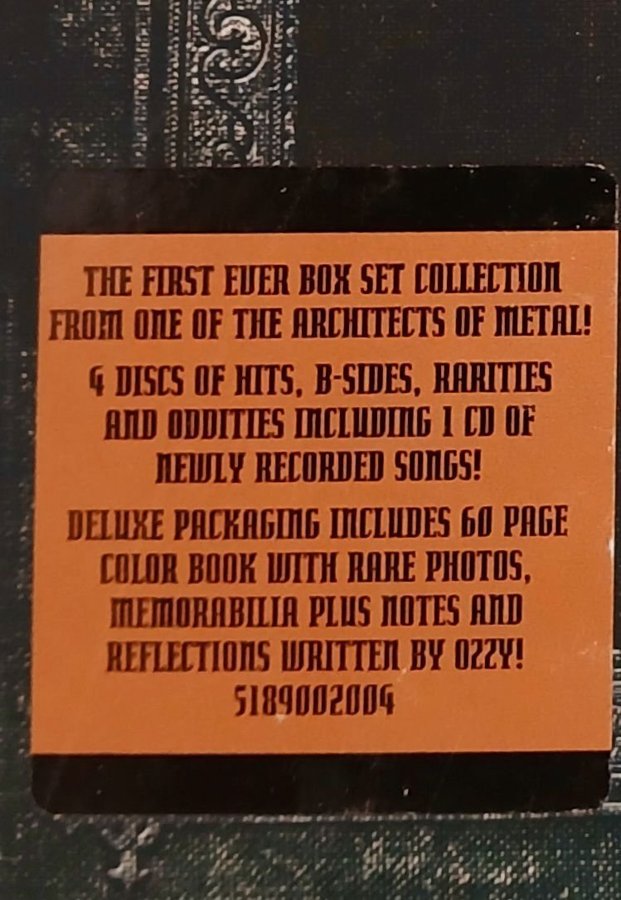 THE FIRST EVER BOX SET COLLECTION
FROM ONE OF THE ARCHITECTS OF METAL!
4 DISCS OF HITS, B-SIDES, RARITIES
AND ODDITIES INCLUDING 1 CD OF
NEWLY RECORDED SONGS!
DELUXE PACKAGING INCLUDES 60 PAGE
COLOR BOOK WITH RARE PHOTOS,
MEMORABILIA PLUS NOTES AND
REFLECTIONS WRITTEN BY OZZY!
5189002004